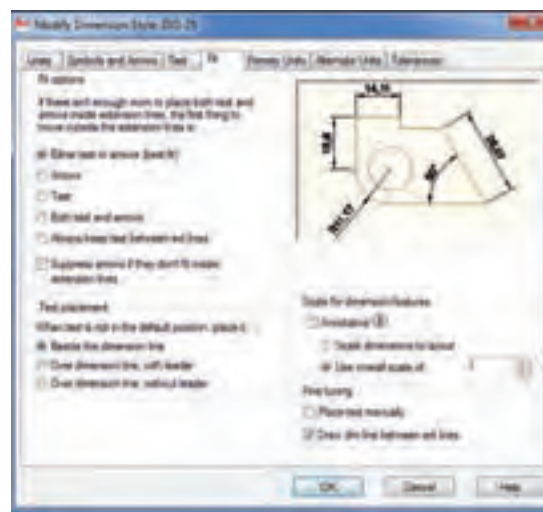 Modify Dimension Style: ISO-25
Lines
Symbols and Arrows
Text
Fit
Primary Units
Alternate Units
Tolerances
Fit options
If there isn't enough room to place both text and
arrows inside extension lines, the first thing to
move outside the extension lines is:
Either text or arrows (best fit)
Arrows
Text
Both text and arrows
Always keep text between ext lines
Suppress arrows if they don't fit inside
extension lines
Text placement
When text is not in the default position, place it:
Beside the dimension line
Over dimension line, with leader
Over dimension line, without leader
14,11
60°
R11,17
Scale for dimension features
Annotative
Scale dimensions to layout
Use overall scale of:
1
Fine tuning
Place text manually
Draw dim line between ext lines
OK
Cancel
Help